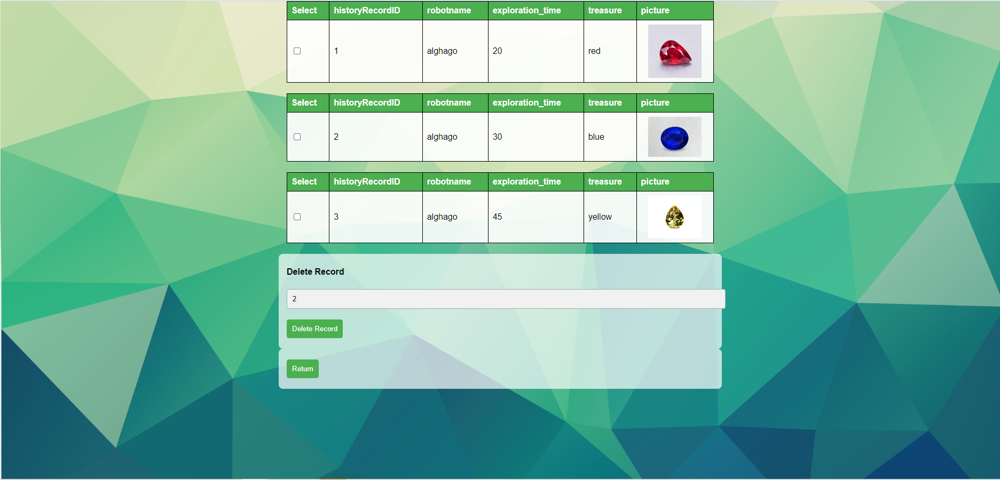 Select historyRecordID robotname exploration_time treasure picture
1 alghago 20 red
Select historyRecordID robotname exploration_time treasure picture
2 alghago 30 blue
Select historyRecordID robotname exploration_time treasure picture
3 alghago 45 yellow
Delete Record
2
Delete Record
Return